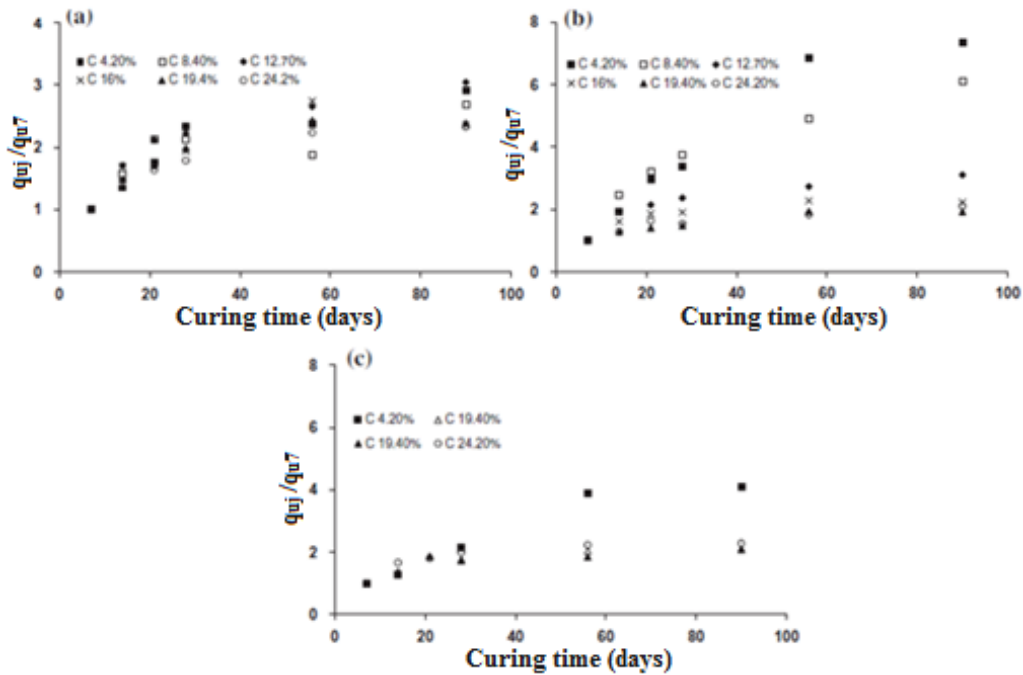 (a)
4
3
2
1
0
quj/qu7
C 4.20% C 8.40% C 12.70%
C 16% C 19.4% C 24.2%
0 20 40 60 80 100
Curing time (days)
(b)
8
6
4
2
0
quj/qu7
C 4.20% C 8.40% C 12.70%
C 16% C 19.40% C 24.20%
0 20 40 60 80 100
Curing time (days)
(c)
8
6
4
2
0
quj/qu7
C 4.20% C 19.40%
C 19.40% C 24.20%
0 20 40 60 80 100
Curing time (days)